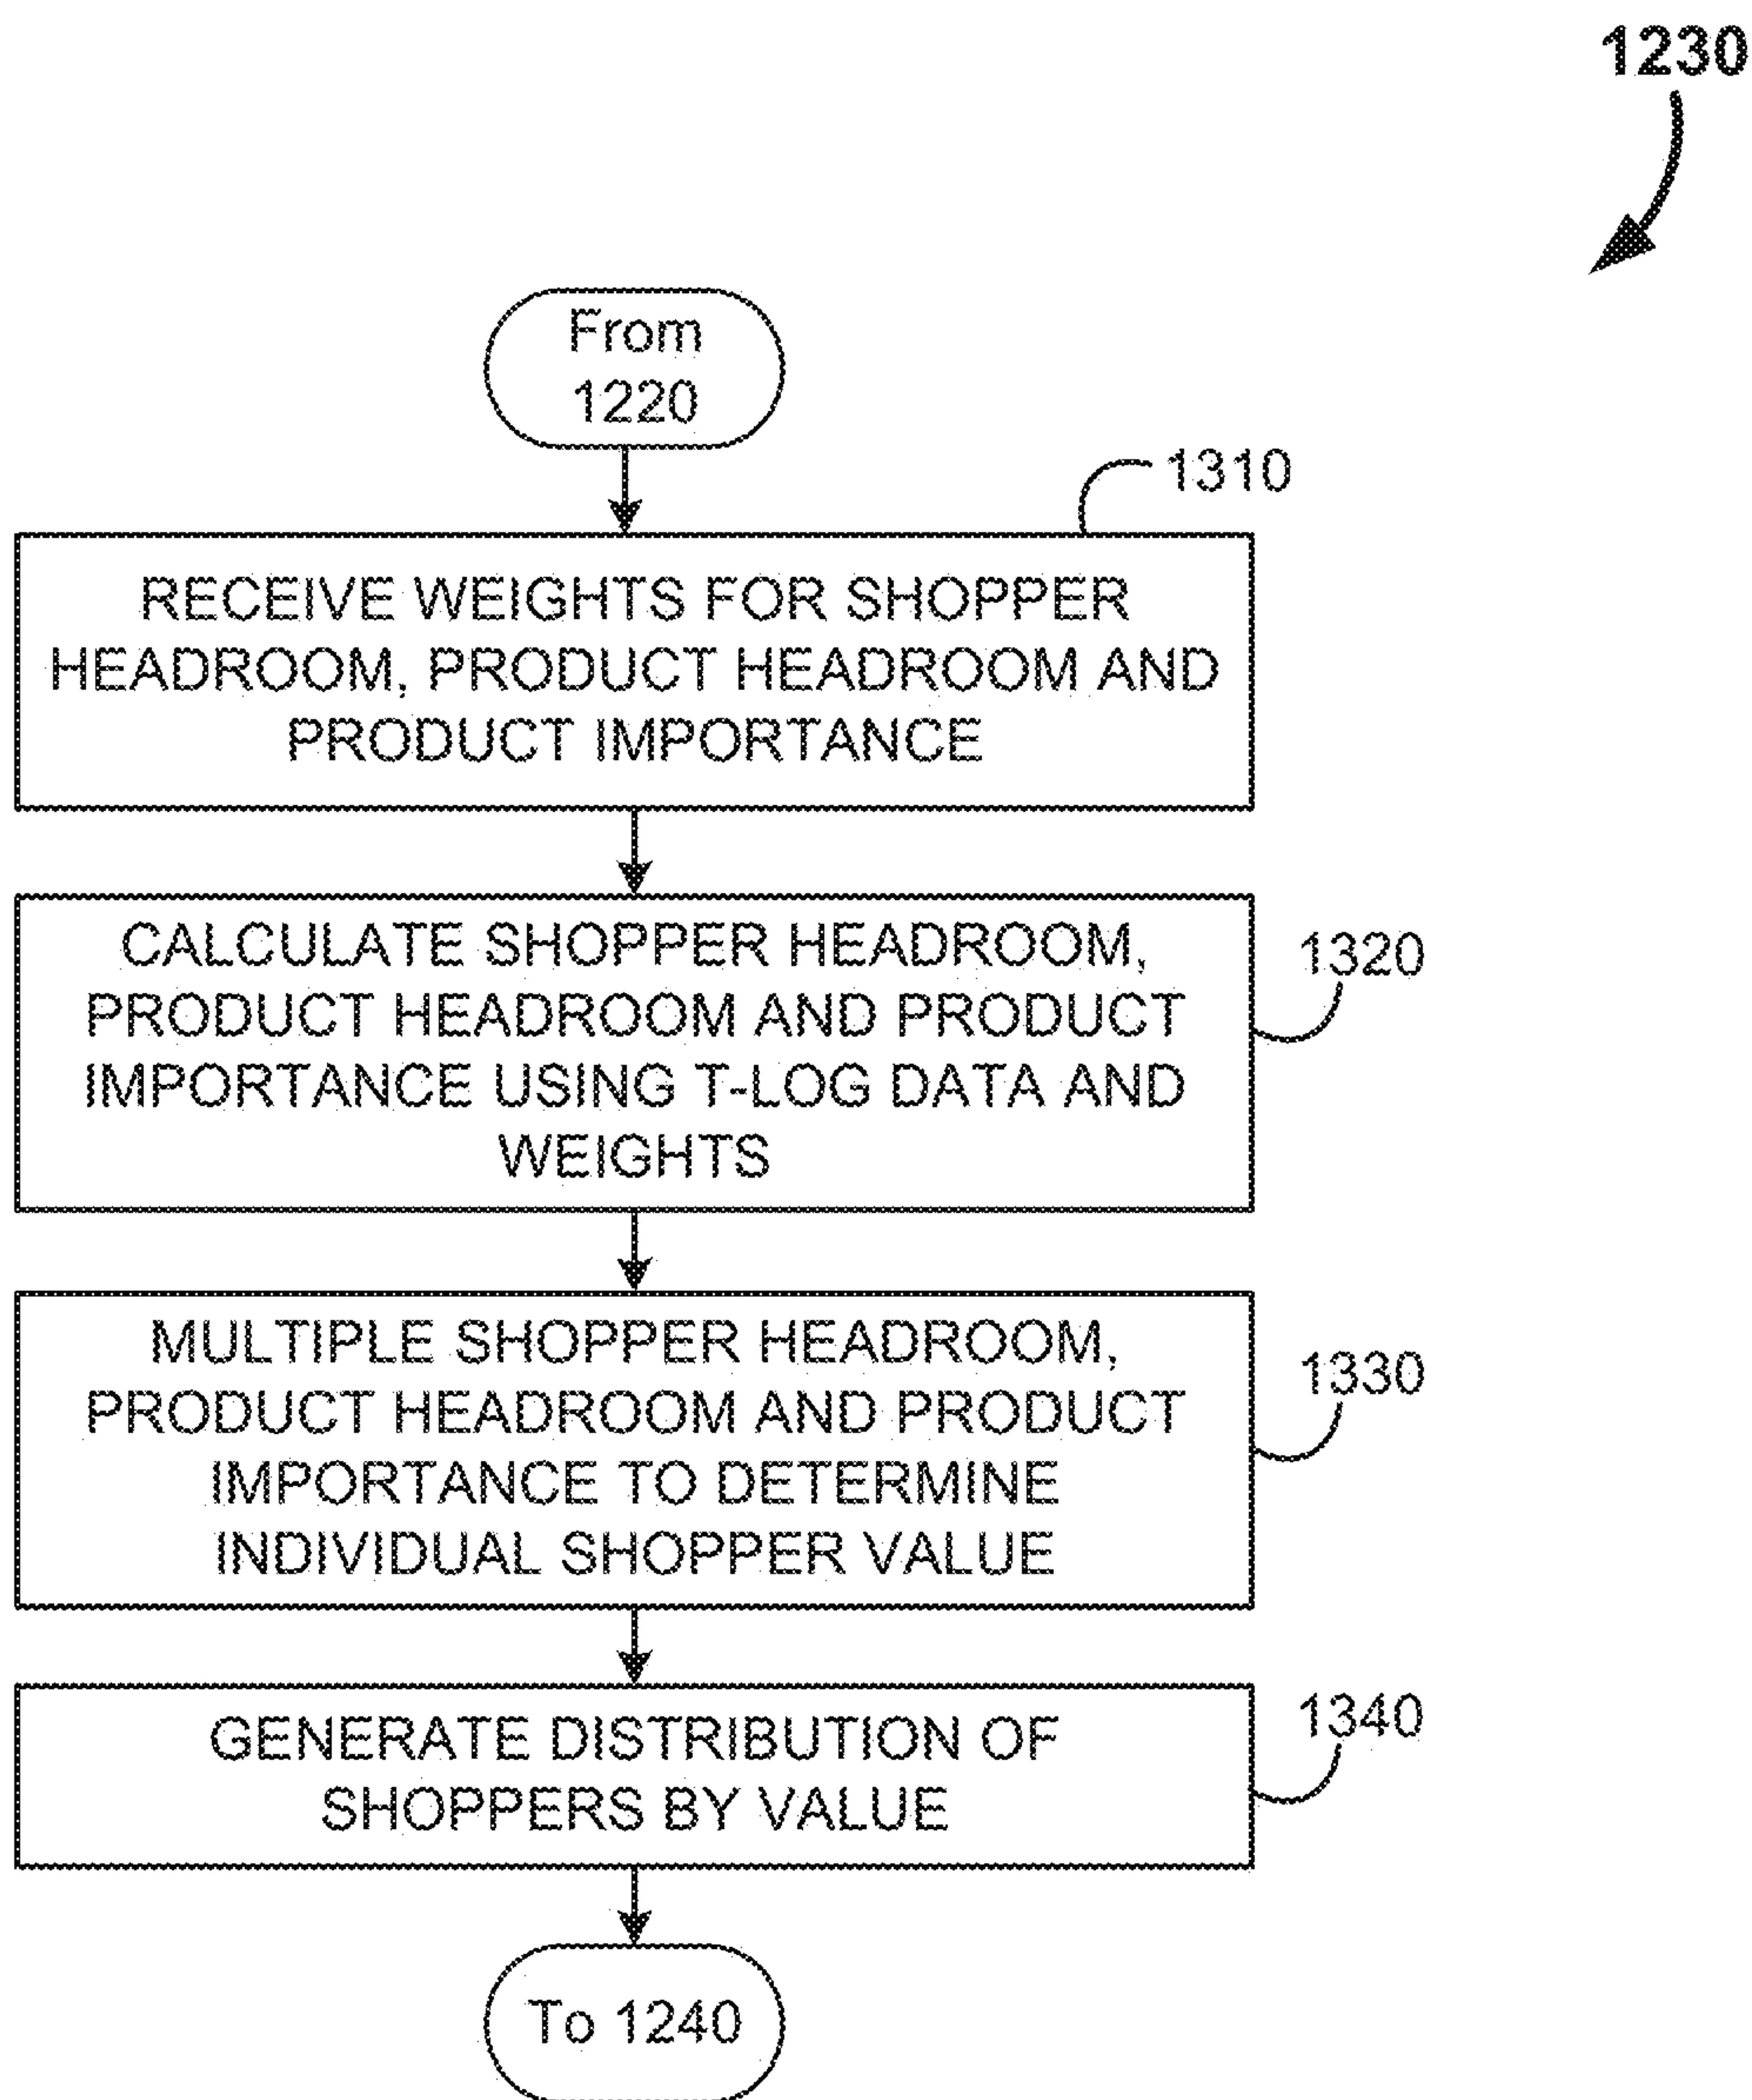 1230
From
1220
1310
RECEIVE WEIGHTS FOR SHOPPER
HEADROOM, PRODUCT HEADROOM AND
PRODUCT IMPORTANCE
CALCULATE SHOPPER HEADROOM,
PRODUCT HEADROOM AND PRODUCT
IMPORTANCE USING T-LOG DATA AND
WEIGHTS
1320
MULTIPLE SHOPPER HEADROOM,
PRODUCT HEADROOM AND PRODUCT
IMPORTANCE TO DETERMINE
INDIVIDUAL SHOPPER VALUE
1330
GENERATE DISTRIBUTION OF
SHOPPERS BY VALUE
1340
To 1240